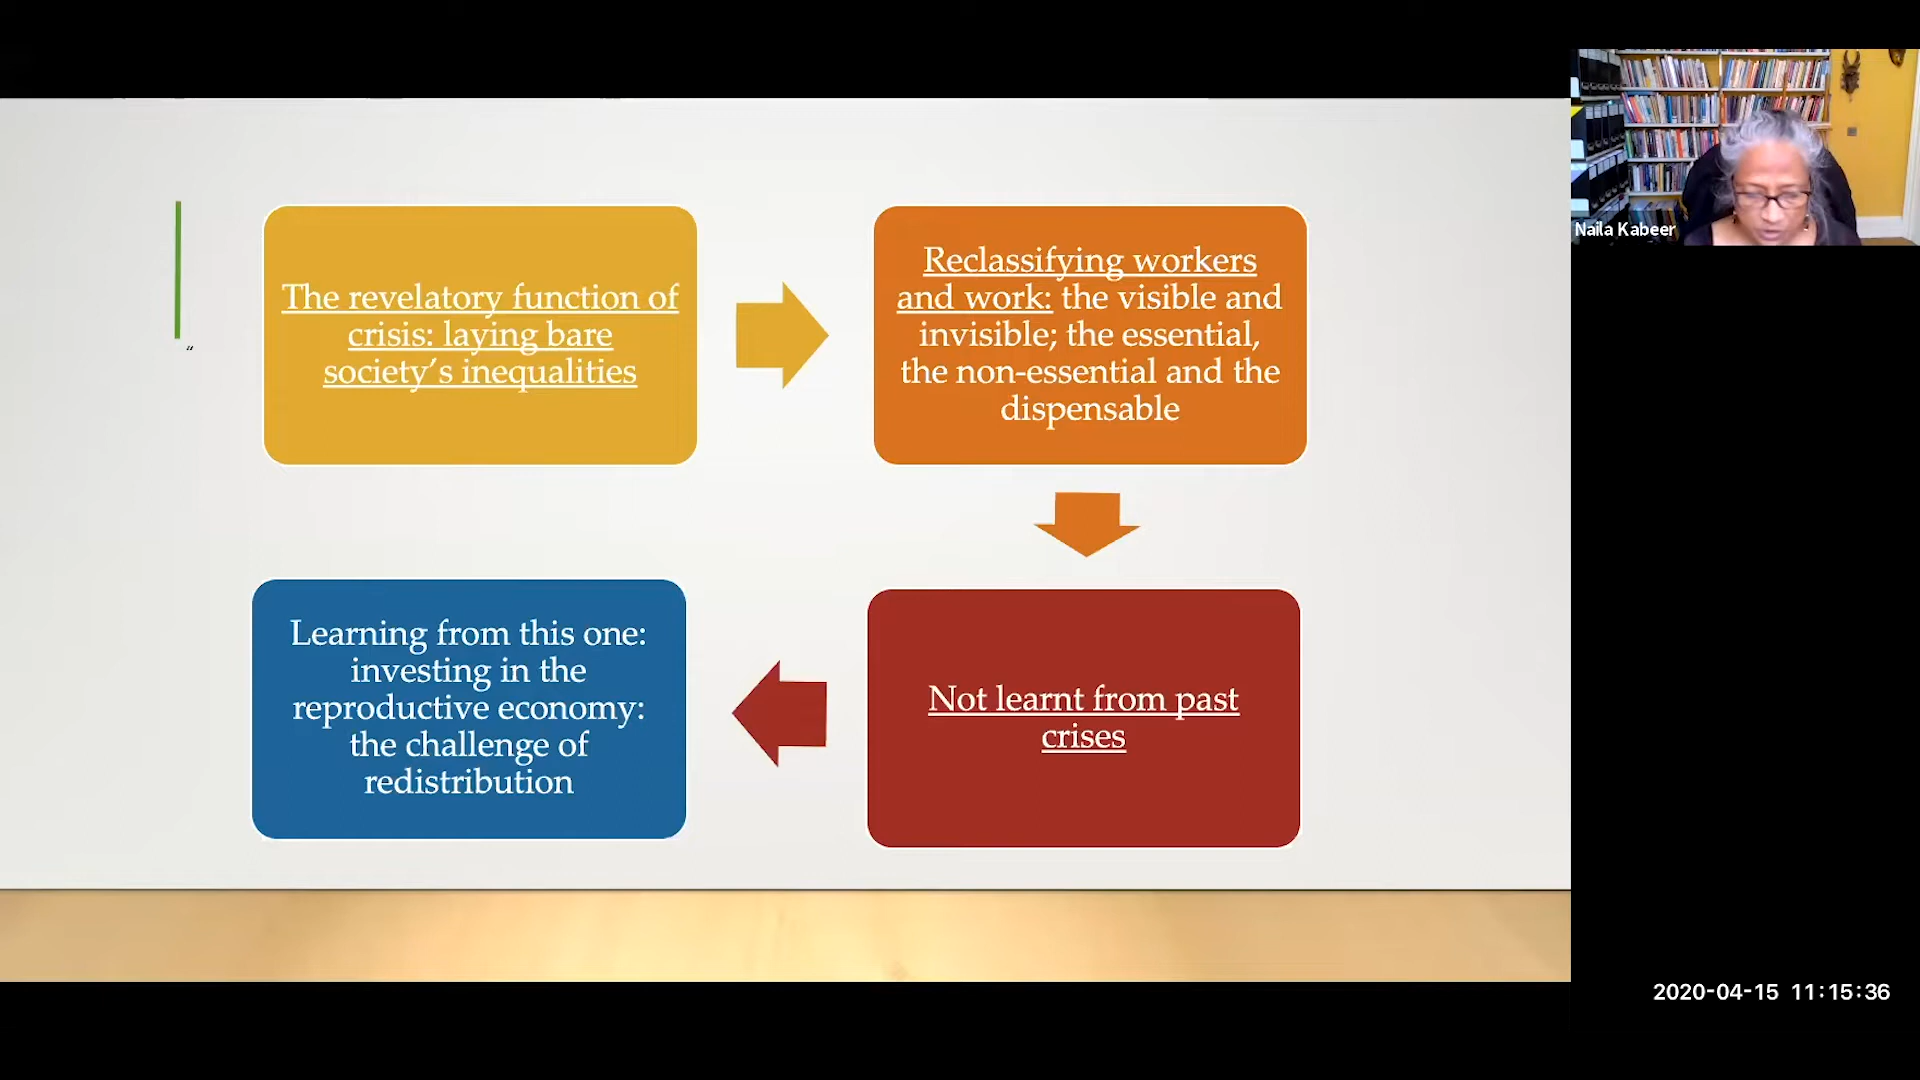 The revelatory function of
crisis: laying bare
society’s inequalities
Reclassifying workers
and work: the visible and
invisible; the essential,
the non-essential and the
dispensable
Not learnt from past
crises
Learning from this one:
investing in the
reproductive economy:
the challenge of
redistribution
“
Naila Kabeer
2020-04-15 11:15:36